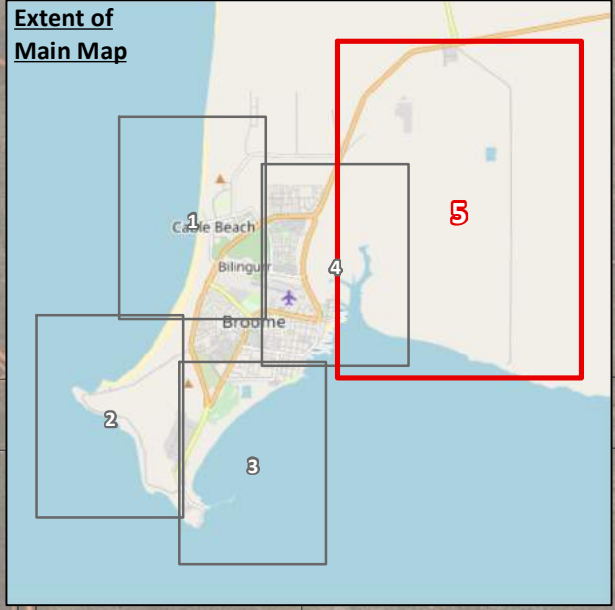 Extent of
Main Map
5
1
Cable Beach
4
Bilingurr
Broome
2
3